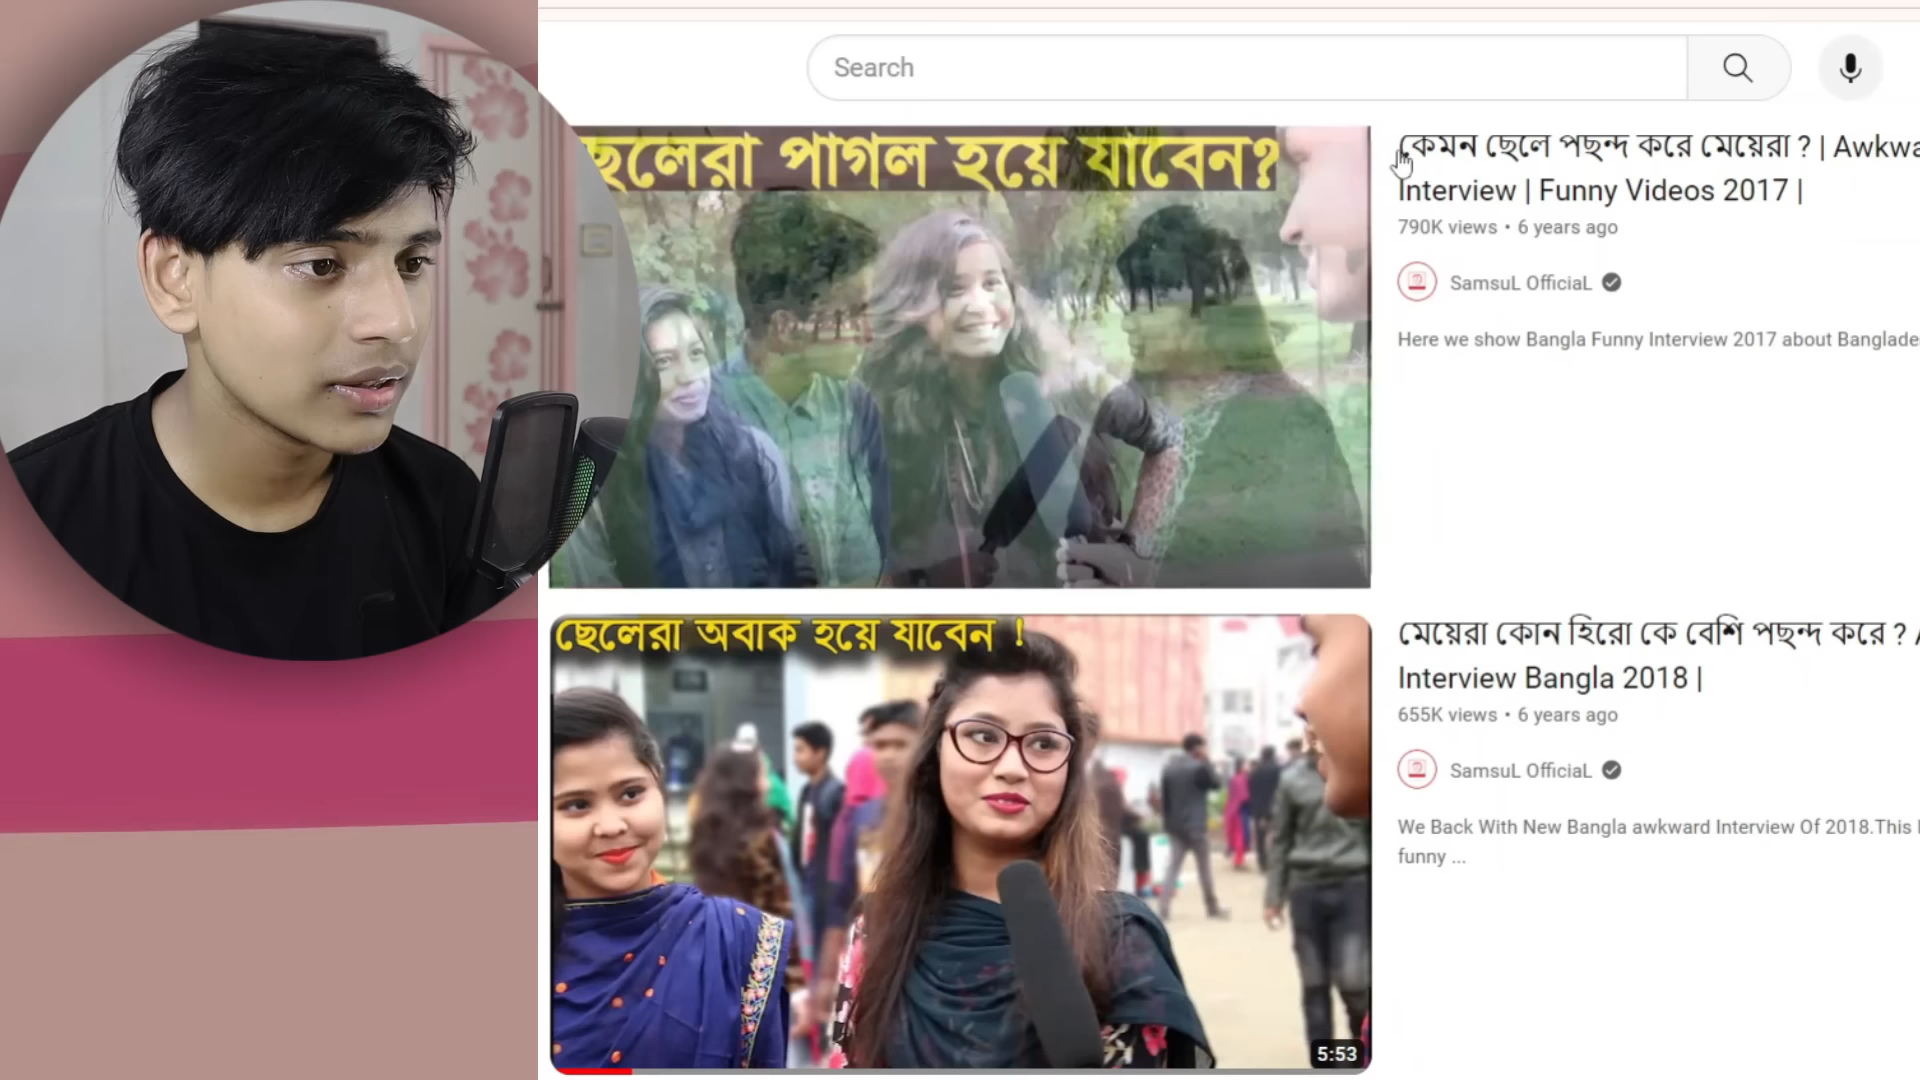 Search
ছেলেরা পাগল হয়ে যাবেন?
কেমন ছেলে পছন্দ করে মেয়েরা ? |
Interview | Funny Videos 2017 |
790K views • 6 years ago
SamsuL OfficiaL
Here we show Bangla Funny Interview 2017 about
ছেলেরা অবাক হয়ে যাবেন !
5:53
মেয়েরা কোন হিরো কে বেশি পছন্দ করে ?
Interview Bangla 2018 |
655K views • 6 years ago
SamsuL OfficiaL
We Back With New Bangla awkward Interview Of 2018.This
funny ...